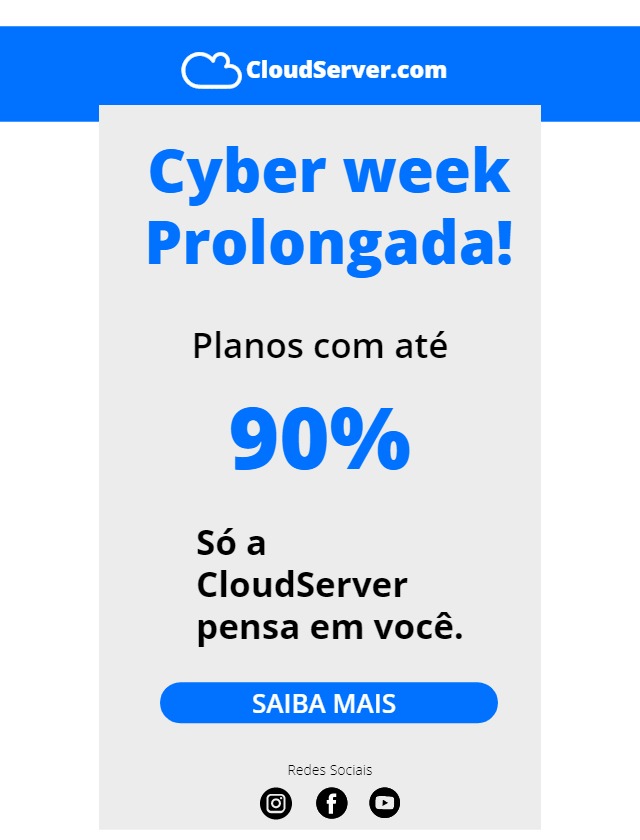 CloudServer.com
Cyber week
Prolongada!
Planos com até
90%
Só a
CloudServer
pensa em você.
SAIBA MAIS
Redes Sociais